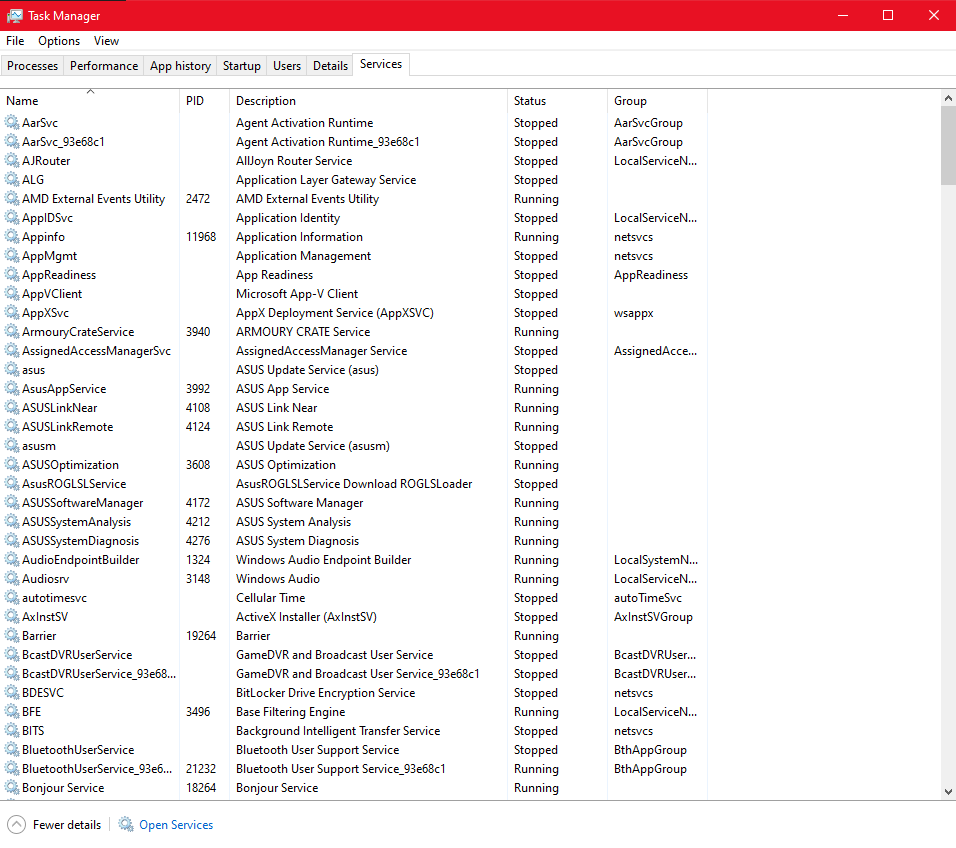 Task Manager
File Options View
Processes Performance App history Startup Users Details Services
Name PID Description Status Group
AarSvc Agent Activation Runtime Stopped AarSvcGroup
AarSvc_93e68c1 Agent Activation Runtime_93e68c1 Stopped AarSvcGroup
AJRouter AllJoyn Router Service Stopped LocalServiceN...
ALG Application Layer Gateway Service Stopped
AMD External Events Utility 2472 AMD External Events Utility Running
AppIDSvc Application Identity Stopped LocalServiceN...
Appinfo 11968 Application Information Running netsvcs
AppMgmt Application Management Stopped netsvcs
AppReadiness App Readiness Stopped AppReadiness
AppVClient Microsoft App-V Client Stopped
AppXSvc AppX Deployment Service (AppXSVC) Stopped wsappx
ArmouryCrateService 3940 ARMOURY CRATE Service Running
AssignedAccessManagerSvc AssignedAccessManager Service Stopped AssignedAcce...
asus ASUS Update Service (asus) Stopped
AsusAppService 3992 ASUS App Service Running
ASUSLinkNear 4108 ASUS Link Near Running
ASUSLinkRemote 4124 ASUS Link Remote Running
asusm ASUS Update Service (asusm) Stopped
ASUSOptimization 3608 ASUS Optimization Running
AsusROGLSLService AsusROGLSLService Download ROGLSLoader Stopped
ASUSSoftwareManager 4172 ASUS Software Manager Running
ASUSSystemAnalysis 4212 ASUS System Analysis Running
ASUSSystemDiagnosis 4276 ASUS System Diagnosis Running
AudioEndpointBuilder 1324 Windows Audio Endpoint Builder Running LocalSystemN...
Audiosrv 3148 Windows Audio Running LocalServiceN...
autotimesvc Cellular Time Stopped autoTimeSvc
AxInstSV ActiveX Installer (AxInstSV) Stopped AxInstSVGroup
Barrier 19264 Barrier Running
BcastDVRUserService GameDVR and Broadcast User Service Stopped BcastDVRUser...
BcastDVRUserService_93e68... GameDVR and Broadcast User Service_93e68c1 Stopped BcastDVRUser...
BDESVC BitLocker Drive Encryption Service Stopped netsvcs
BFE 3496 Base Filtering Engine Running LocalServiceN...
BITS Background Intelligent Transfer Service Stopped netsvcs
BluetoothUserService Bluetooth User Support Service Stopped BthAppGroup
BluetoothUserService_93e6... 21232 Bluetooth User Support Service_93e68c1 Running BthAppGroup
Bonjour Service 18264 Bonjour Service Running
Fewer details Open Services